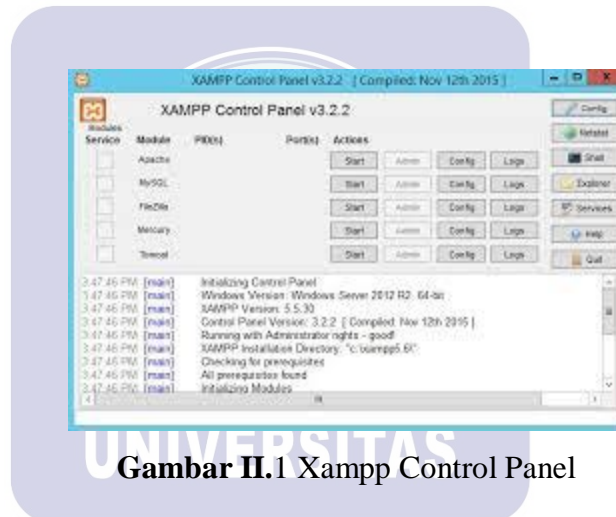 XAMPP Control Panel v3.2.2 [ Compiled: Nov 12th 2015 ]
XAMPP Control Panel v3.2.2
Config
Modules
Service Module PID(s) Port(s) Actions
Netstat
Apache Start Admin Config Logs
Shell
MySQL Start Admin Config Logs
Explorer
FileZilla Start Admin Config Logs
Services
Mercury Start Admin Config Logs
Help
Tomcat Start Admin Config Logs
Quit
3:47:46 PM [main] Initializing Control Panel
3:47:46 PM [main] Windows Version: Windows Server 2012 R2 64-bit
3:47:46 PM [main] XAMPP Version: 5.5.30
3:47:46 PM [main] Control Panel Version: 3.2.2 [ Compiled: Nov 12th 2015 ]
3:47:46 PM [main] Running with Administrator rights - good!
3:47:46 PM [main] XAMPP Installation Directory: "c:\xampp5.6\"
3:47:46 PM [main] Checking for prerequisites
3:47:46 PM [main] All prerequisites found
3:47:46 PM [main] Initializing Modules
UNIVERSITAS
Gambar II.1 Xampp Control Panel